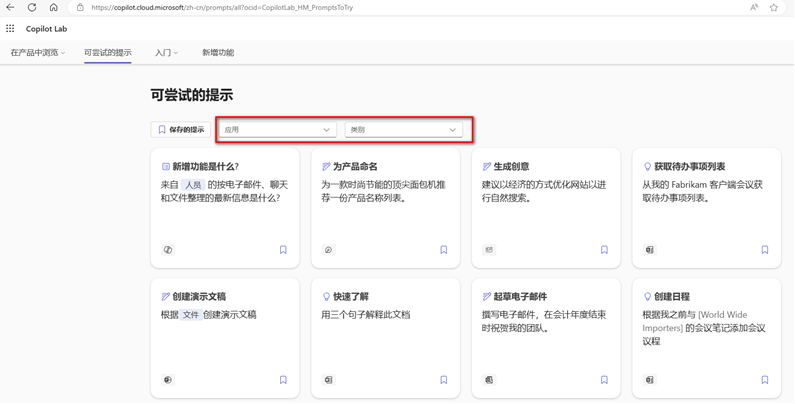 https://copilot.cloud.microsoft/zh-cn/prompts/all?ocid=CopilotLab_HM_PromptsToTry
Copilot Lab
在产品中浏览 可尝试的提示 入门 新增功能
可尝试的提示
保存的提示 应用 类别
新增功能是什么?
来自 人员 的按电子邮件、聊天
和文件整理的最新信息是什么?
为产品命名
为一款时尚节能的顶尖面包机推
荐一份产品名称列表。
生成创意
建议以经济的方式优化网站以进
行自然搜索。
获取待办事项列表
从我的 Fabrikam 客户端会议获
取待办事项列表。
创建演示文稿
根据 文件 创建演示文稿
快速了解
用三个句子解释此文档
起草电子邮件
撰写电子邮件，在会计年度结束
时祝贺我的团队。
创建日程
根据我之前与 [World Wide
Importers] 的会议笔记添加会议
议程